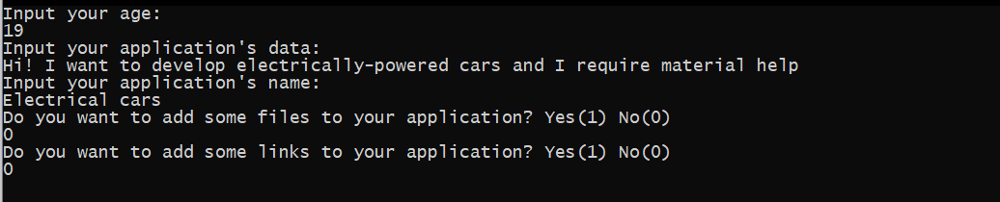 Input your age:
19
Input your application's data:
Hi! I want to develop electrically-powered cars and I require material help
Input your application's name:
Electrical cars
Do you want to add some files to your application? Yes(1) No(0)
0
Do you want to add some links to your application? Yes(1) No(0)
0